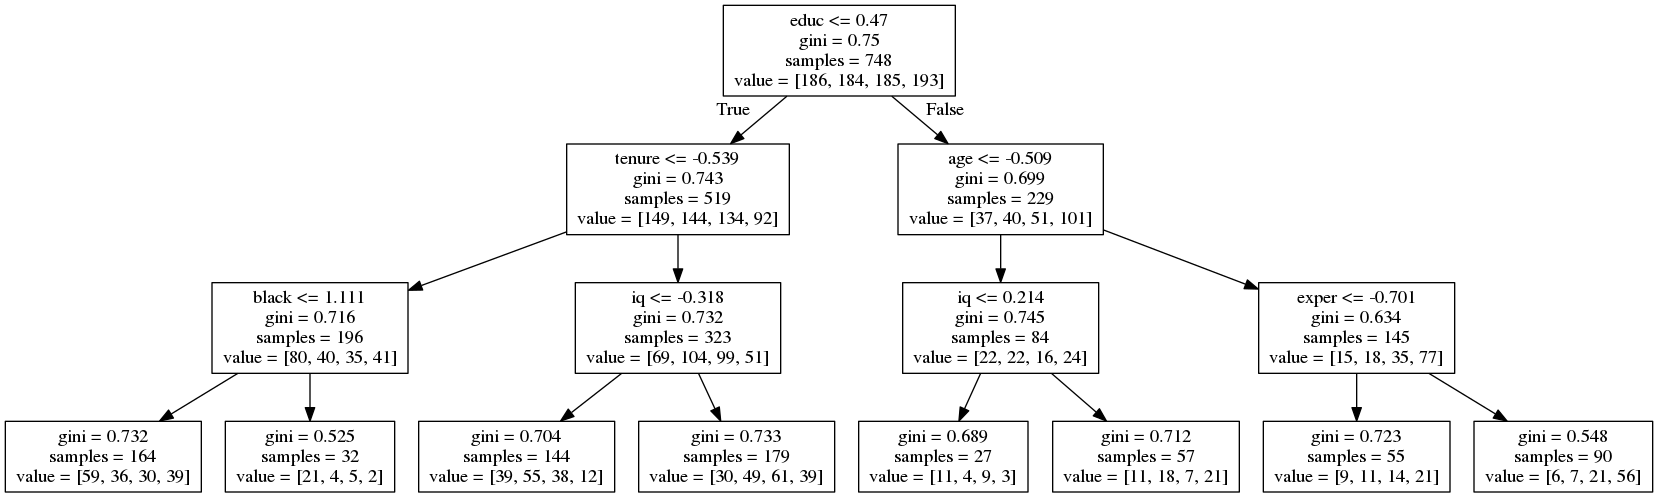 educ <= 0.47
gini = 0.75
samples = 748
value = [186, 184, 185, 193]
True
False
tenure <= -0.539
gini = 0.743
samples = 519
value = [149, 144, 134, 92]
age <= -0.509
gini = 0.699
samples = 229
value = [37, 40, 51, 101]
black <= 1.111
gini = 0.716
samples = 196
value = [80, 40, 35, 41]
iq <= -0.318
gini = 0.732
samples = 323
value = [69, 104, 99, 51]
iq <= 0.214
gini = 0.745
samples = 84
value = [22, 22, 16, 24]
exper <= -0.701
gini = 0.634
samples = 145
value = [15, 18, 35, 77]
gini = 0.732
samples = 164
value = [59, 36, 30, 39]
gini = 0.525
samples = 32
value = [21, 4, 5, 2]
gini = 0.704
samples = 144
value = [39, 55, 38, 12]
gini = 0.733
samples = 179
value = [30, 49, 61, 39]
gini = 0.689
samples = 27
value = [11, 4, 9, 3]
gini = 0.712
samples = 57
value = [11, 18, 7, 21]
gini = 0.723
samples = 55
value = [9, 11, 14, 21]
gini = 0.548
samples = 90
value = [6, 7, 21, 56]